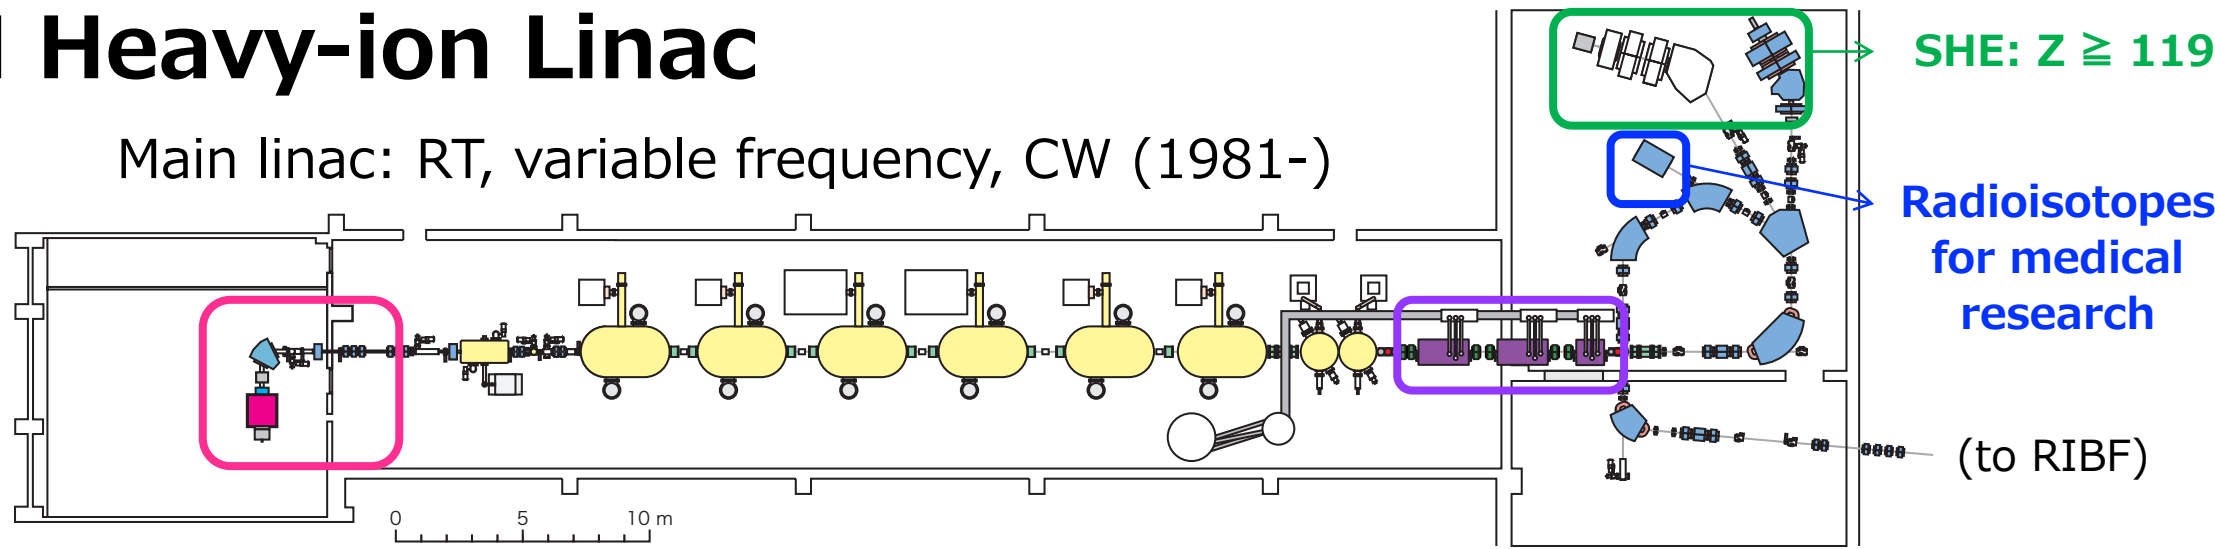 Heavy-ion Linac
SHE: Z ≧ 119
Main linac: RT, variable frequency, CW (1981-)
Radioisotopes
for medical
research
(to RIBF)
0 5 10 m